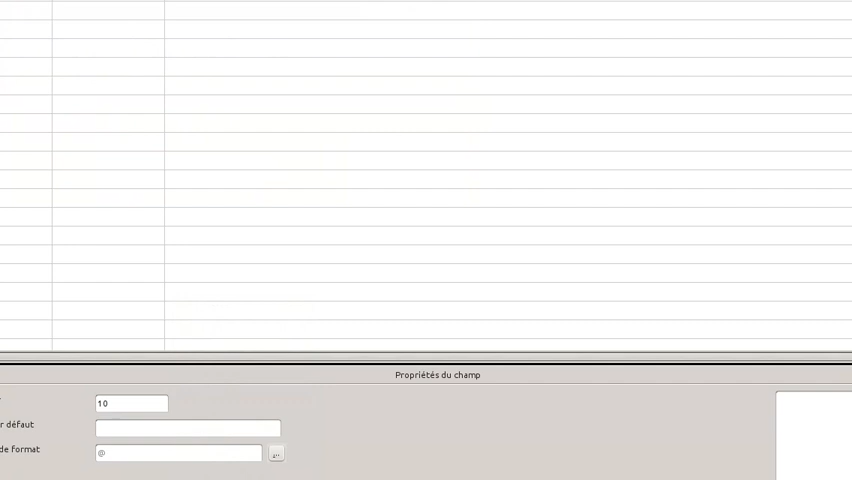 Propriétés du champ
10
r défaut
de format
@
...